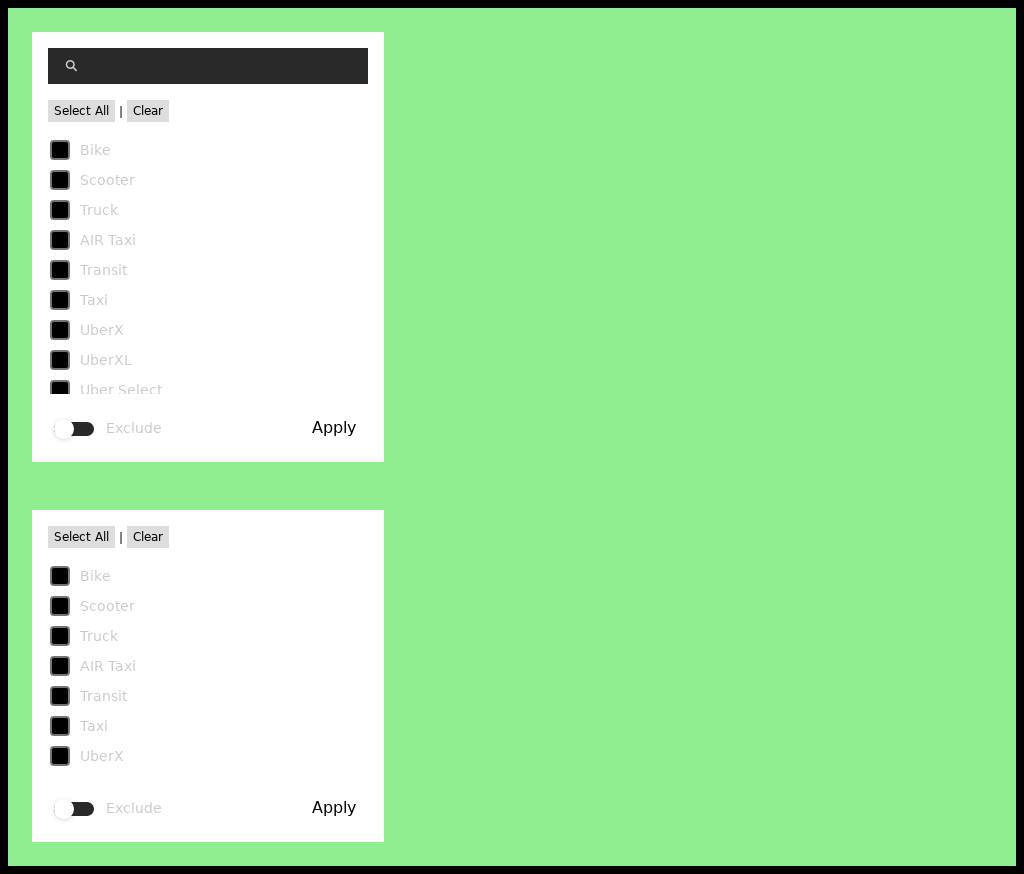 Select All | Clear
Bike
Scooter
Truck
AIR Taxi
Transit
Taxi
UberX
UberXL
Uber Select
Exclude Apply
Select All | Clear
Bike
Scooter
Truck
AIR Taxi
Transit
Taxi
UberX
Exclude Apply